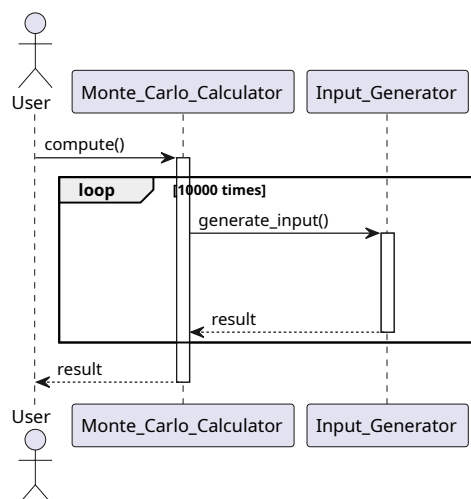 User
Monte_Carlo_Calculator
Input_Generator
compute()
loop
[10000 times]
generate_input()
result
result
User
Monte_Carlo_Calculator
Input_Generator